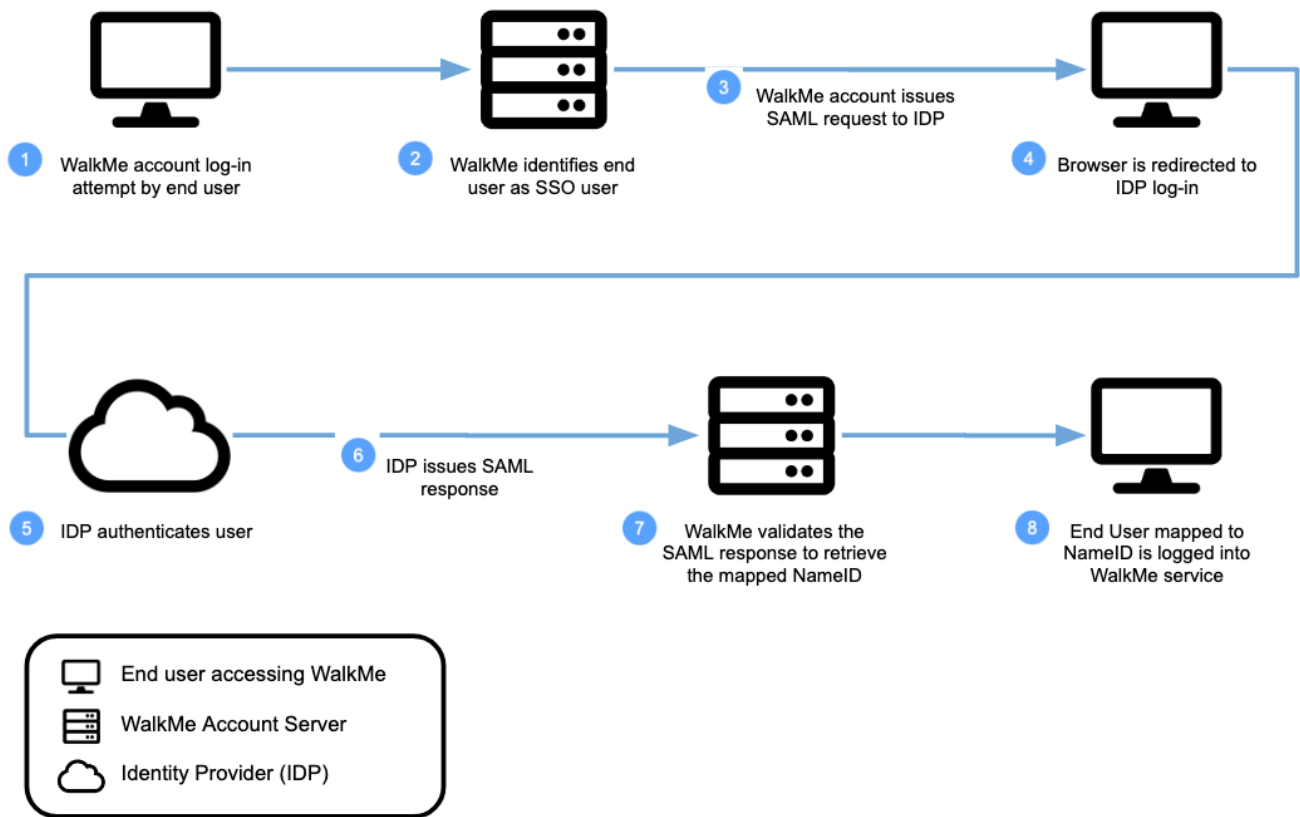 3
WalkMe account issues
SAML request to IDP
1
WalkMe account log-in
attempt by end user
2
WalkMe identifies end
user as SSO user
4
Browser is redirected to
IDP log-in
5
IDP authenticates user
6
IDP issues SAML
response
7
WalkMe validates the
SAML response to retrieve
the mapped NameID
8
End User mapped to
NameID is logged into
WalkMe service
End user accessing WalkMe
WalkMe Account Server
Identity Provider (IDP)